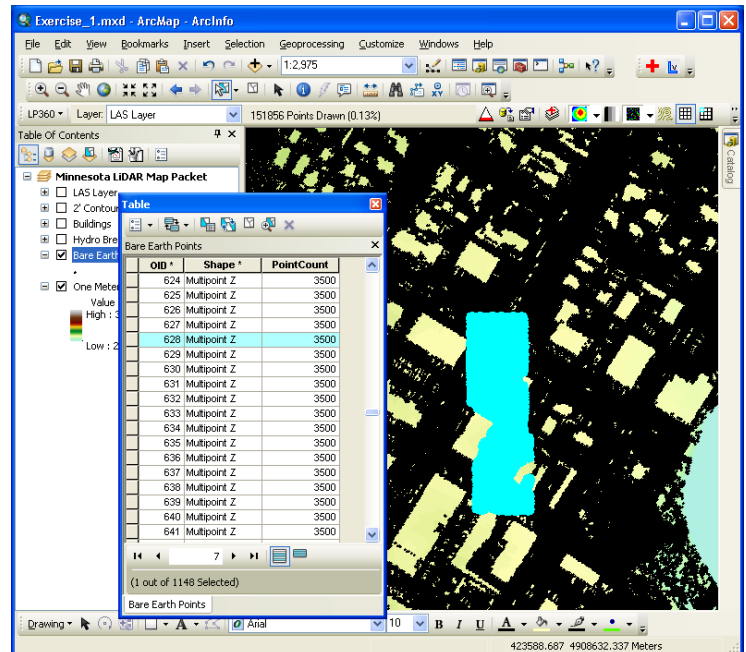 Exercise_1.mxd - ArcMap - ArcInfo
File Edit View Bookmarks Insert Selection Geoprocessing Customize Windows Help
1:2,975
LP360 Layer: LAS Layer 151856 Points Drawn (0.13%)
Table Of Contents
Minnesota LiDAR Map Packet
LAS Layer
2' Contour
Buildings
Hydro Bre
Bare Earth
One Meter
Value
High : 3
Low : 2
Catalog
Table
Bare Earth Points
OID * Shape * PointCount
624 Multipoint Z 3500
625 Multipoint Z 3500
626 Multipoint Z 3500
627 Multipoint Z 3500
628 Multipoint Z 3500
629 Multipoint Z 3500
630 Multipoint Z 3500
631 Multipoint Z 3500
632 Multipoint Z 3500
633 Multipoint Z 3500
634 Multipoint Z 3500
635 Multipoint Z 3500
636 Multipoint Z 3500
637 Multipoint Z 3500
638 Multipoint Z 3500
639 Multipoint Z 3500
640 Multipoint Z 3500
641 Multipoint Z 3500
7
(1 out of 1148 Selected)
Bare Earth Points
Drawing A Arial 10 B I U A
423588.687 4908632.337 Meters